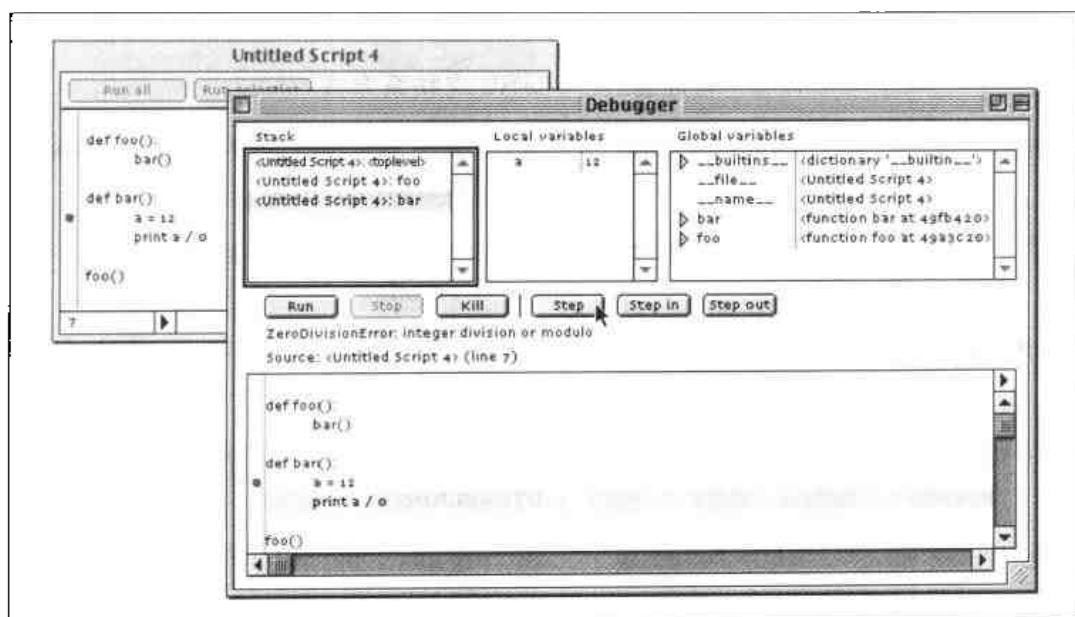 Untitled Script 4
Run all
def foo():
bar()
def bar():
a = 12
print a / 0
foo()
7
Debugger
Stack
<Untitled Script 4>: <toplevel>
<Untitled Script 4>: foo
<Untitled Script 4>: bar
Local variables
a 12
Global variables
__builtins__ <dictionary '__builtin__'>
__file__ <Untitled Script 4>
__name__ <Untitled Script 4>
bar <function bar at 49fb420>
foo <function foo at 49a3c20>
Run Stop Kill Step Step in Step out
ZeroDivisionError: integer division or modulo
Source: <Untitled Script 4> (line 7)
def foo():
bar()
def bar():
a = 12
print a / 0
foo()